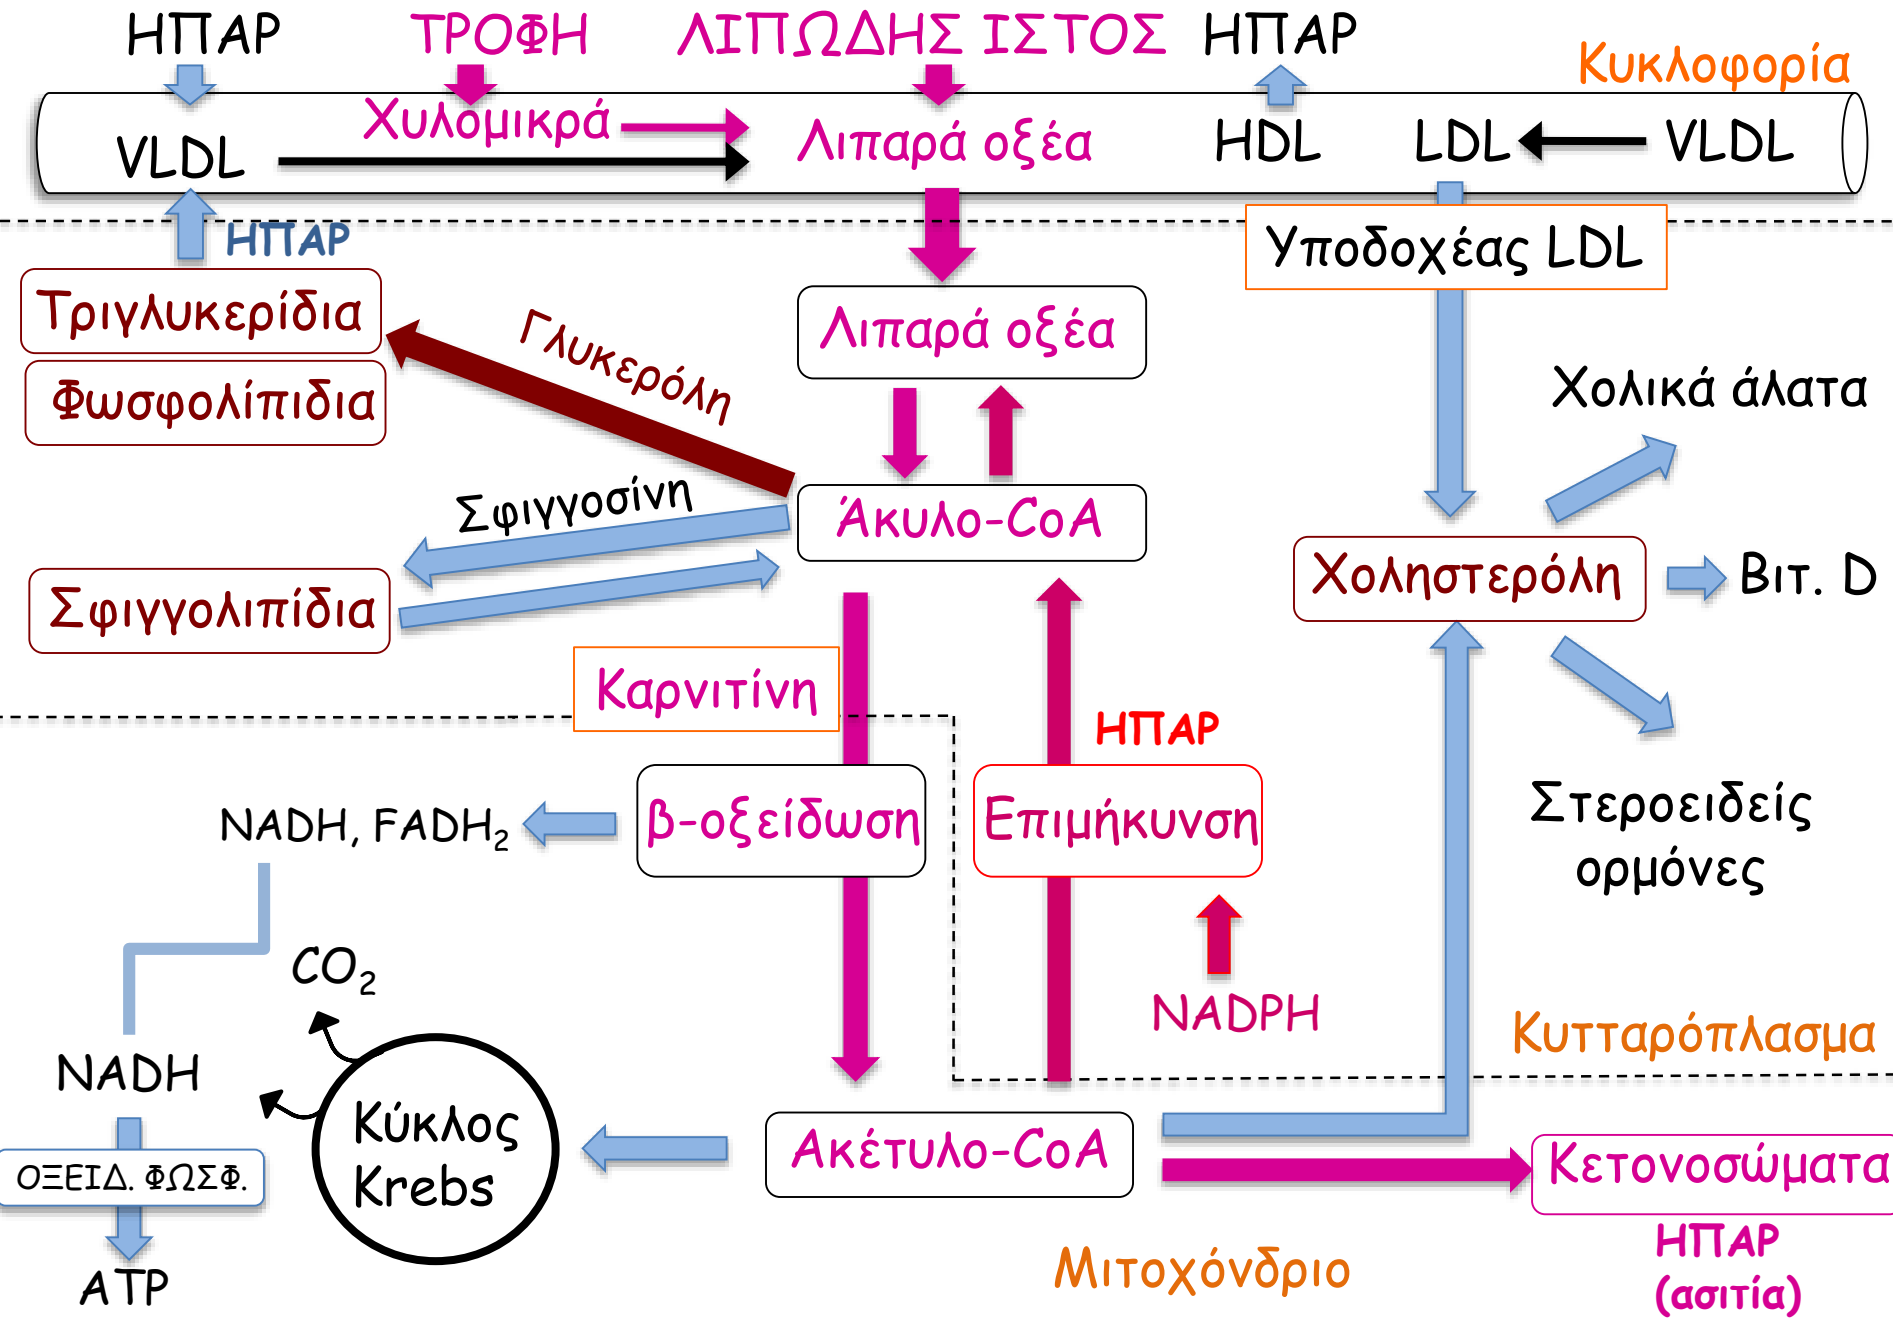 ΗΠΑΡ
ΤΡΟΦΗ
ΛΙΠΩΔΗΣ ΙΣΤΟΣ
ΗΠΑΡ
Κυκλοφορία
VLDL
Χυλομικρά
Λιπαρά οξέα
HDL
LDL
VLDL
ΗΠΑΡ
Υποδοχέας LDL
Τριγλυκερίδια
Φωσφολίπιδια
Γλυκερόλη
Λιπαρά οξέα
Χολικά άλατα
Σφιγγοσίνη
Άκυλο-CoA
Σφιγγολιπίδια
Χοληστερόλη
Βιτ. D
Καρνιτίνη
ΗΠΑΡ
NADH, FADH₂
β-οξείδωση
Επιμήκυνση
Στεροειδείς
ορμόνες
CO₂
NADPH
Κυτταρόπλασμα
NADH
Κύκλος
Krebs
Ακέτυλο-CoA
Κετονοσώματα
ΟΞΕΙΔ. ΦΩΣΦ.
ΗΠΑΡ
(ασιτία)
Μιτοχόνδριο
ATP